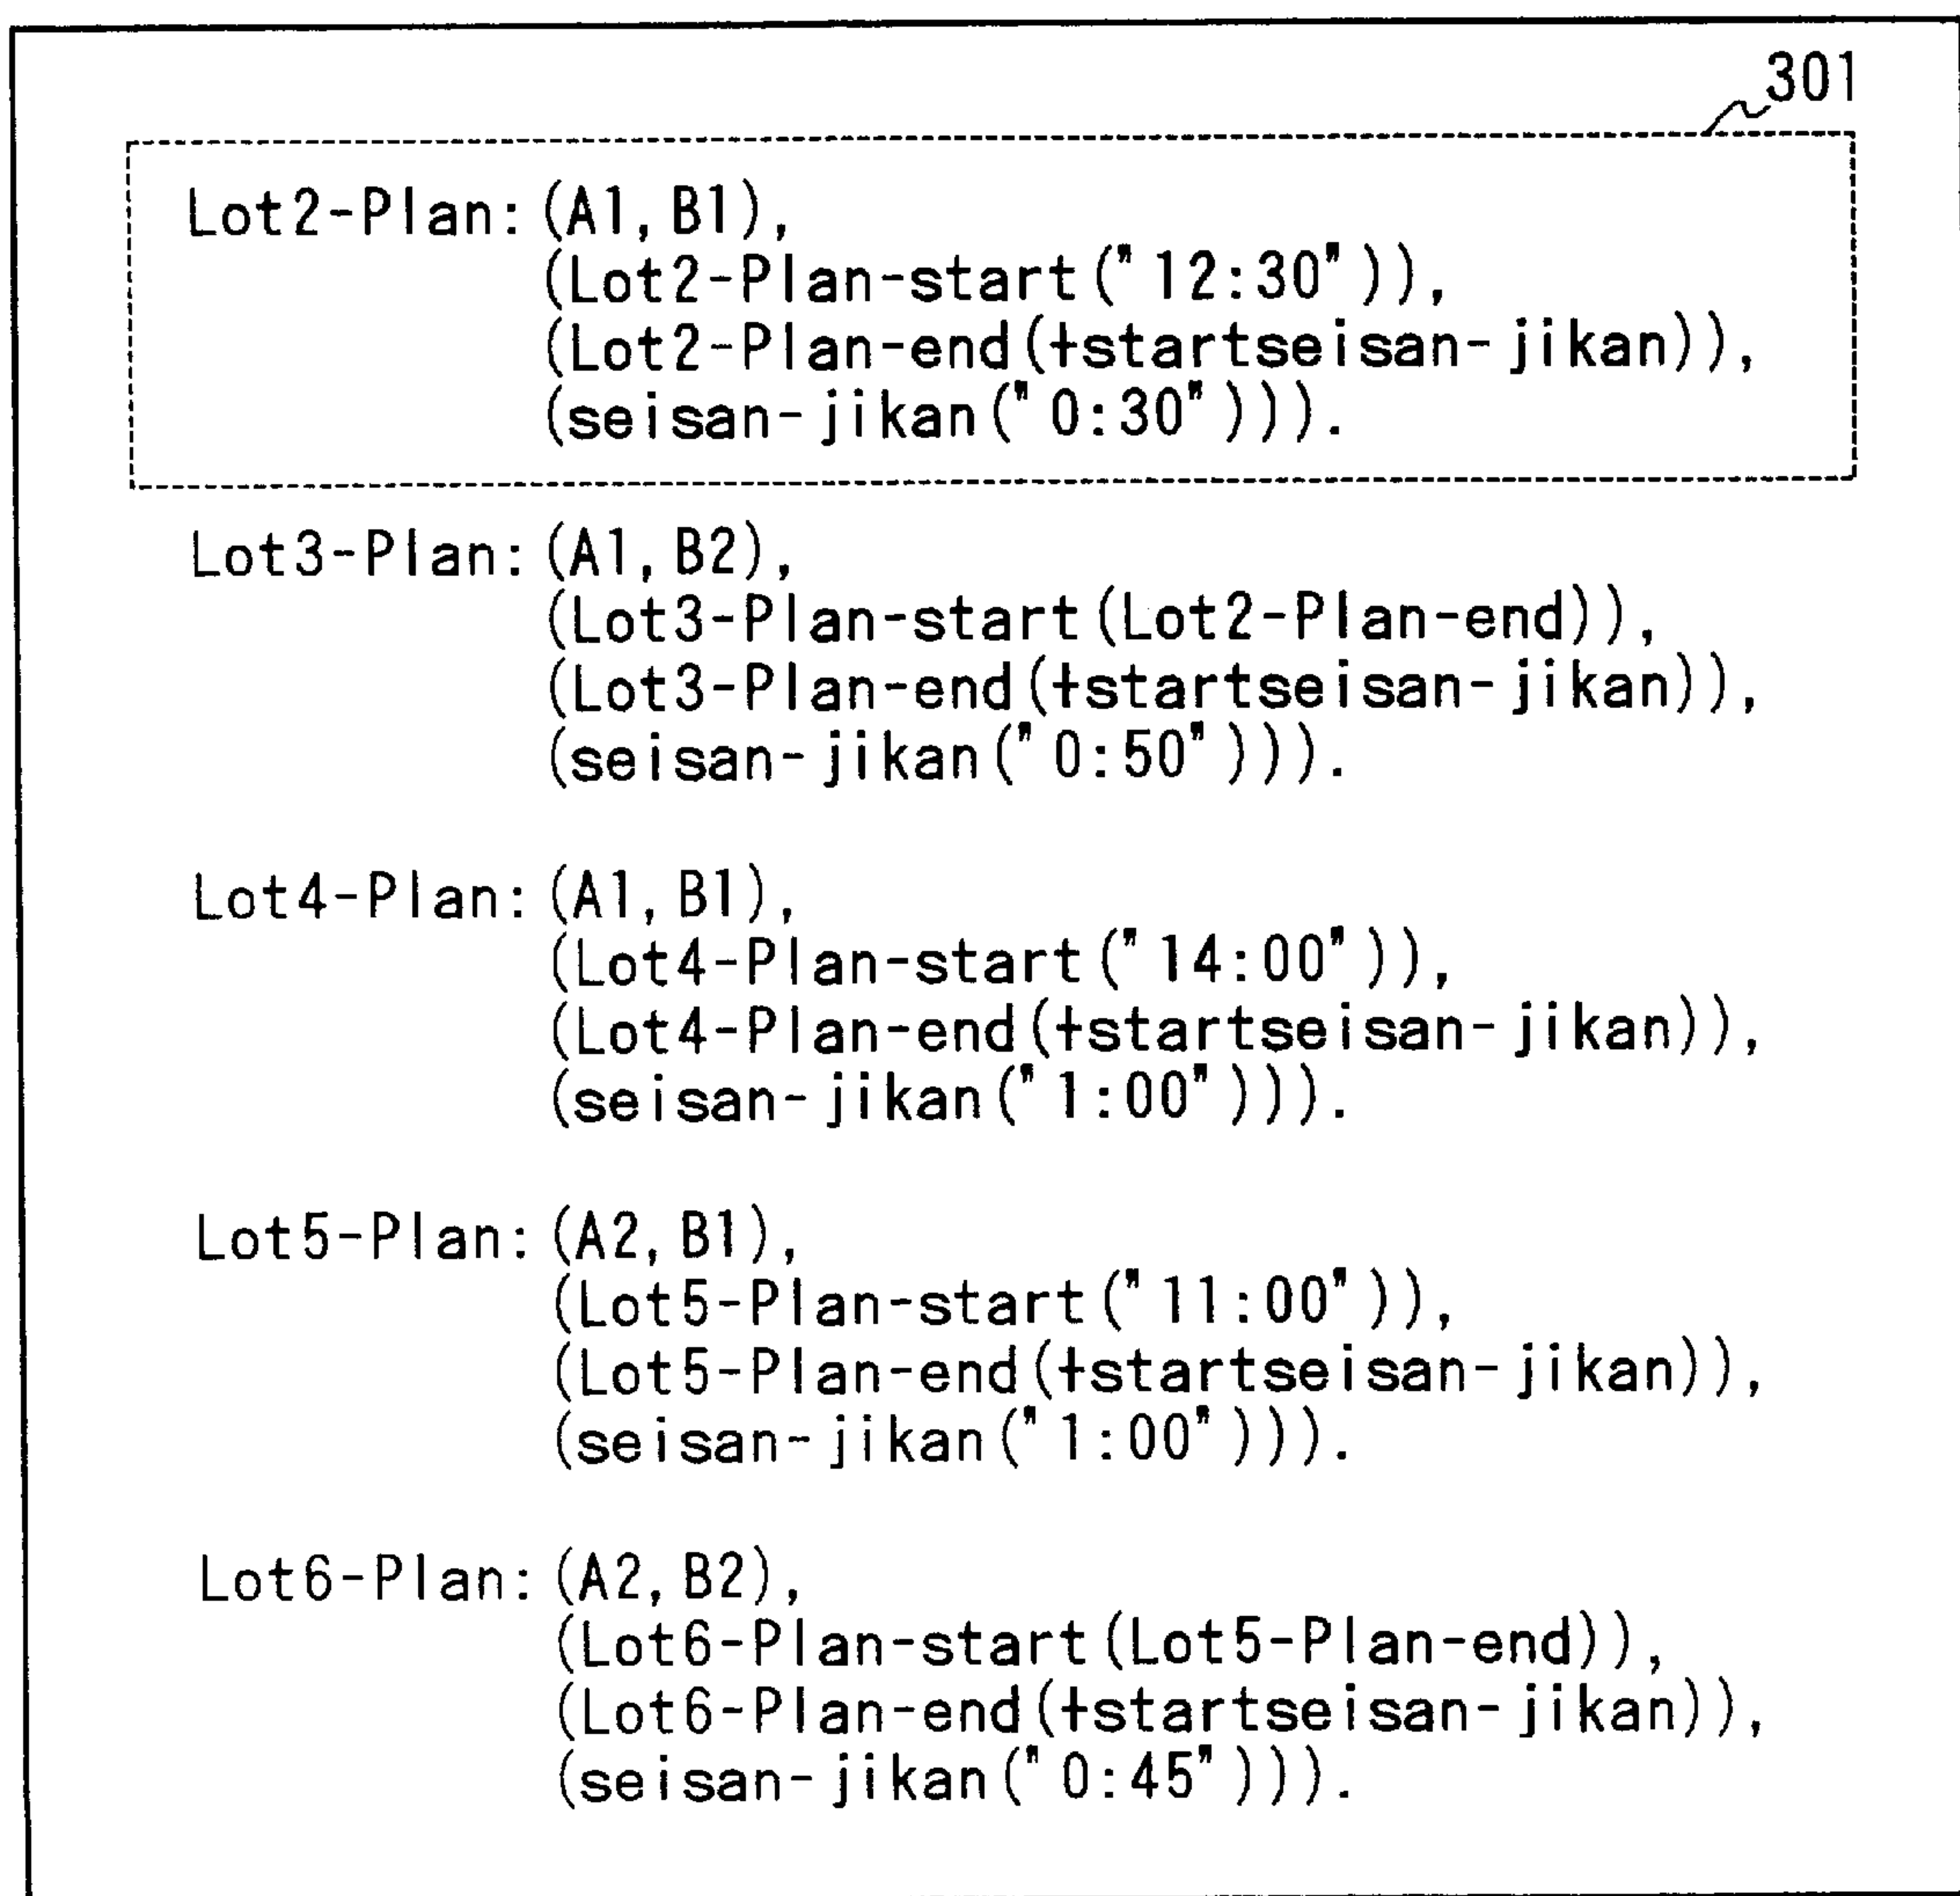 301
Lot2-Plan:(A1,B1),
(Lot2-Plan-start("12:30")),
(Lot2-Plan-end(+startseisan-jikan)),
(seisan-jikan("0:30"))).
Lot3-Plan:(A1,B2),
(Lot3-Plan-start(Lot2-Plan-end)),
(Lot3-Plan-end(+startseisan-jikan)),
(seisan-jikan("0:50"))).
Lot4-Plan:(A1,B1),
(Lot4-Plan-start("14:00")),
(Lot4-Plan-end(+startseisan-jikan)),
(seisan-jikan("1:00"))).
Lot5-Plan:(A2,B1),
(Lot5-Plan-start("11:00")),
(Lot5-Plan-end(+startseisan-jikan)),
(seisan-jikan("1:00"))).
Lot6-Plan:(A2,B2),
(Lot6-Plan-start(Lot5-Plan-end)),
(Lot6-Plan-end(+startseisan-jikan)),
(seisan-jikan("0:45"))).